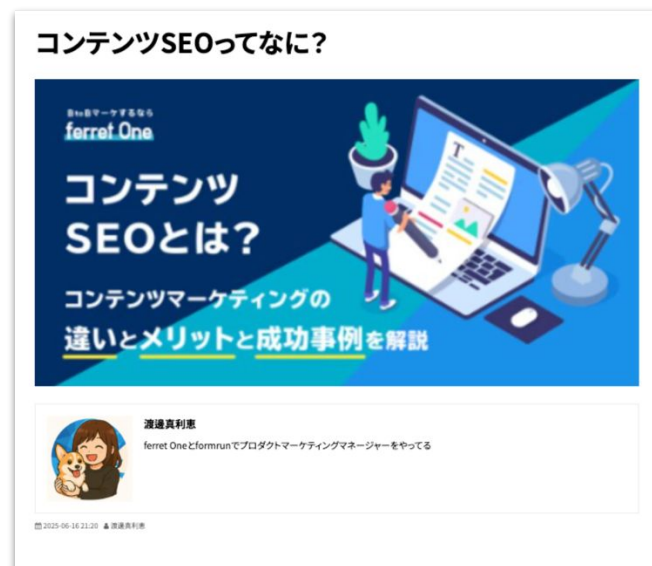 コンテンツSEOってなに？
BtoBマーケするなら
ferret One
コンテンツ
SEOとは？
コンテンツマーケティングの
違いとメリットと成功事例を解説
T
渡邊真利恵
ferret Oneとformrunでプロダクトマーケティングマネージャーをやってる
2025-06-16 21:20 渡邊真利恵